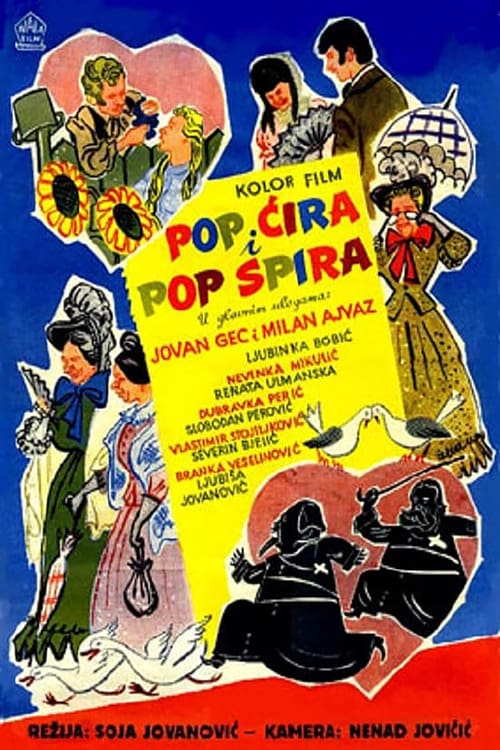 KOLOR FILM
POP ĆIRA
i
POP SPIRA
U glavnim ulogama:
JOVAN GEC i MILAN AJVAZ
LJUBINKA BOBIĆ
NEVENKA MIKULIĆ
RENATA ULMANSKA
DUBRAVKA PERIĆ
SLOBODAN PEROVIĆ
VLASTIMIR STOJILJKOVIĆ
SEVERIN BJELIĆ
BRANKA VESELINOVIĆ
LJUBIŠA
JOVANOVIĆ
REŽIJA: SOJA JOVANOVIĆ – KAMERA: NENAD JOVIČIĆ